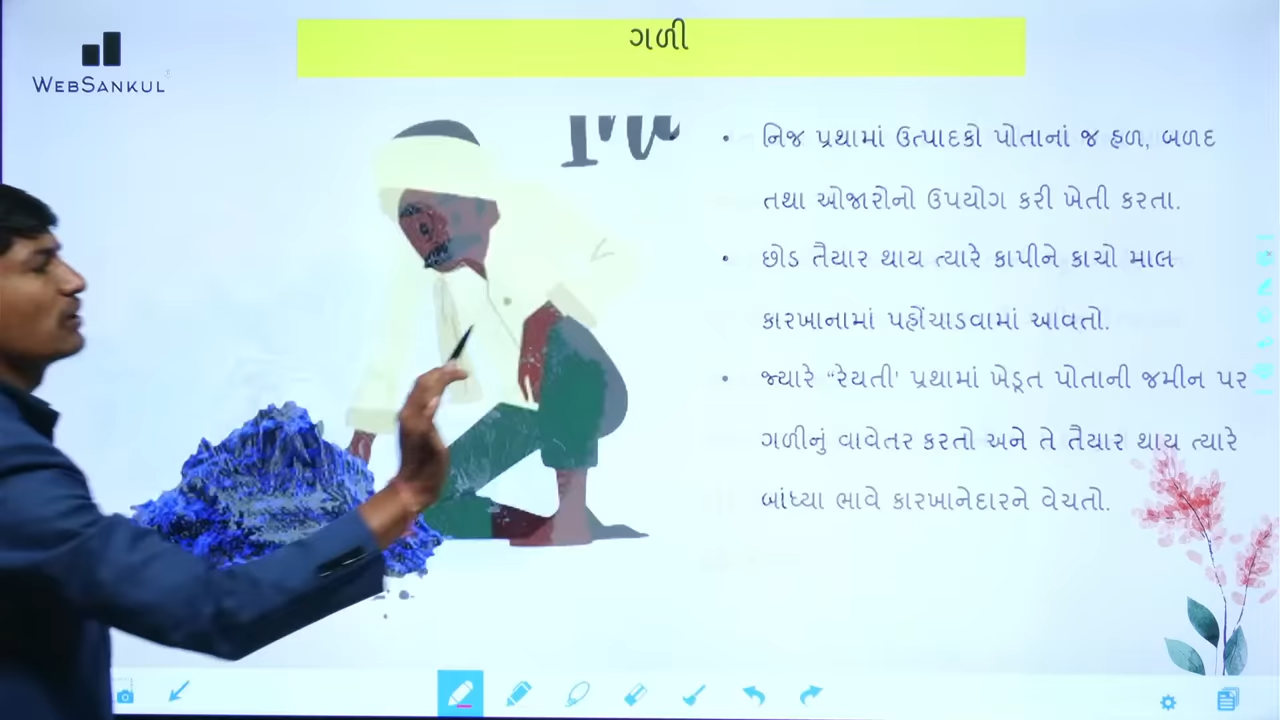 WEBSANKUL
ગળી
• નિજ પ્રથામાં ઉત્પાદકો પોતાનાં જ હળ, બળદ
તથા ઓજારોનો ઉપયોગ કરી ખેતી કરતા.
• છોડ તૈયાર થાય ત્યારે કાપીને કાચો માલ
કારખાનામાં પહોંચાડવામાં આવતો.
• જ્યારે “રેયતી' પ્રથામાં ખેડૂત પોતાની જમીન પર
ગળીનું વાવેતર કરતો અને તે તૈયાર થાય ત્યારે
બાંધ્યા ભાવે કારખાનેદારને વેચતો.